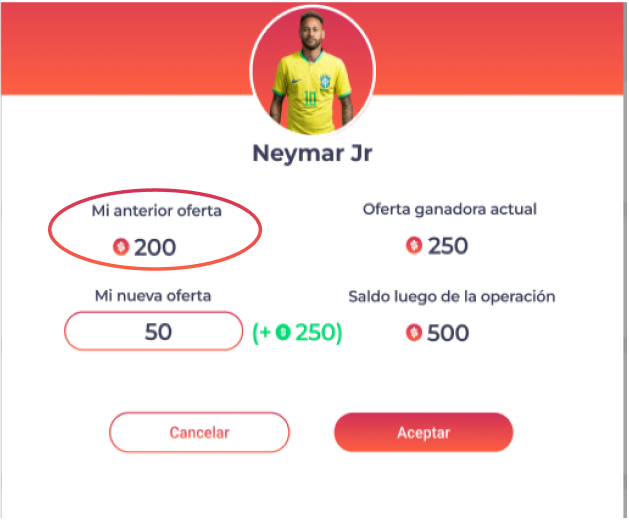 10
Neymar Jr
Mi anterior oferta
200
Oferta ganadora actual
250
Mi nueva oferta
50 (+ 250)
Saldo luego de la operación
500
Cancelar
Aceptar